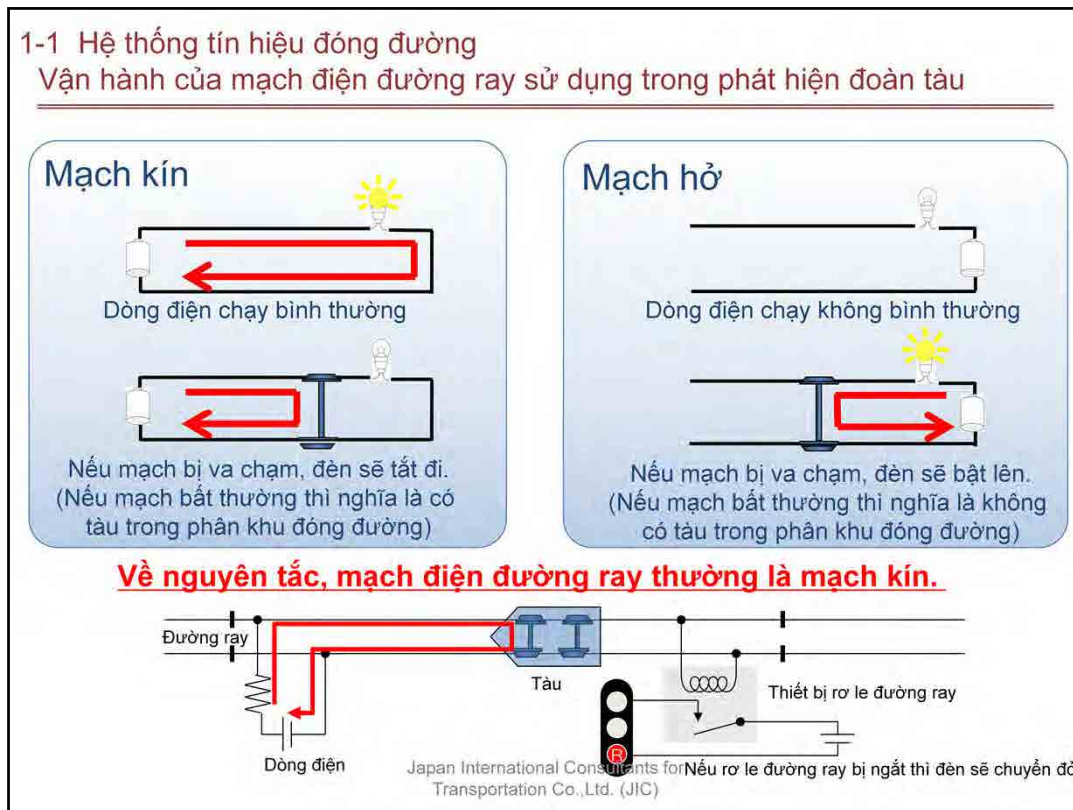 1-1 Hệ thống tín hiệu đóng đường
Vận hành của mạch điện đường ray sử dụng trong phát hiện đoàn tàu
Mạch kín
Dòng điện chạy bình thường
Nếu mạch bị va chạm, đèn sẽ tắt đi.
(Nếu mạch bất thường thì nghĩa là có
tàu trong phân khu đóng đường)
Mạch hở
Dòng điện chạy không bình thường
Nếu mạch bị va chạm, đèn sẽ bật lên.
(Nếu mạch bất thường thì nghĩa là không
có tàu trong phân khu đóng đường)
Về nguyên tắc, mạch điện đường ray thường là mạch kín.
Đường ray
Tàu
Thiết bị rơ le đường ray
R
Dòng điện
Nếu rơ le đường ray bị ngắt thì đèn sẽ chuyển đỏ
Japan International Consultants for
Transportation Co.,Ltd. (JIC)